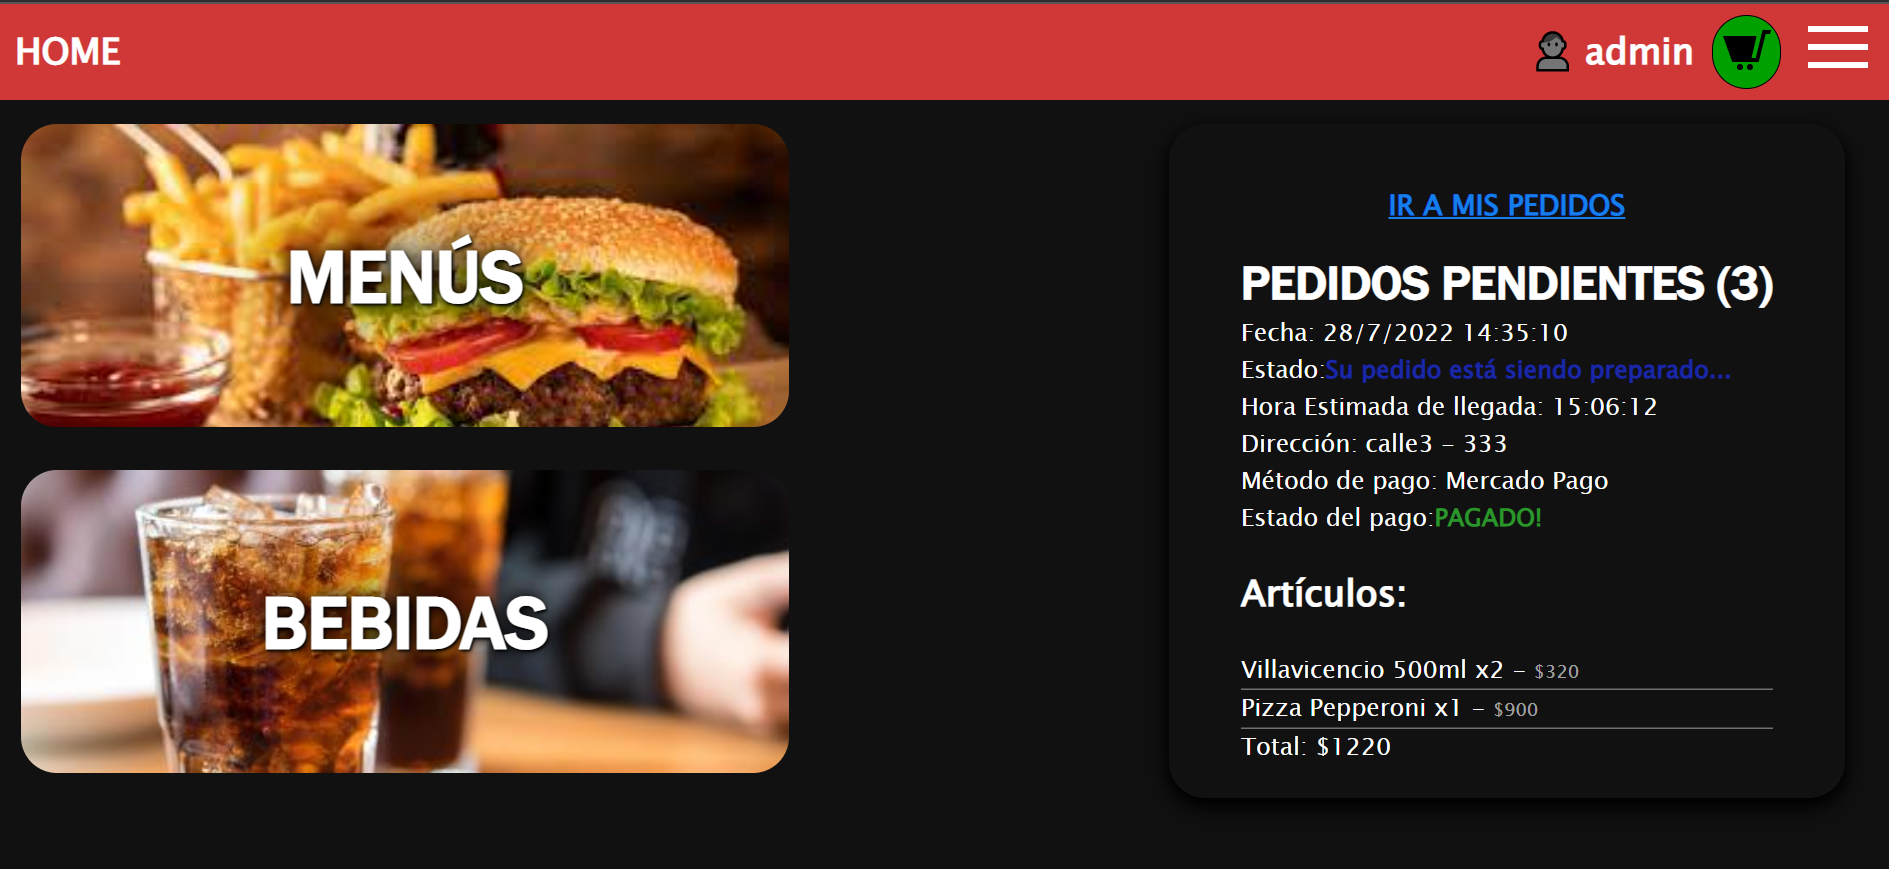 HOME
admin
MENÚS
BEBIDAS
IR A MIS PEDIDOS
PEDIDOS PENDIENTES (3)
Fecha: 28/7/2022 14:35:10
Estado:Su pedido está siendo preparado...
Hora Estimada de llegada: 15:06:12
Dirección: calle3 - 333
Método de pago: Mercado Pago
Estado del pago:PAGADO!
Artículos:
Villavicencio 500ml x2 - $320
Pizza Pepperoni x1 - $900
Total: $1220